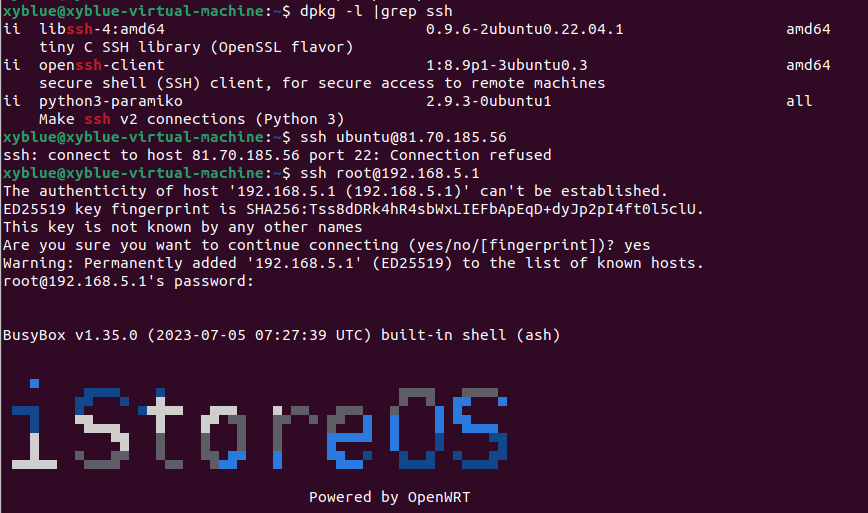 xyblue@xyblue-virtual-machine:~$ dpkg -l |grep ssh
ii  libssh-4:amd64                             0.9.6-2ubuntu0.22.04.1                  amd64
    tiny C SSH library (OpenSSL flavor)
ii  openssh-client                             1:8.9p1-3ubuntu0.3                      amd64
    secure shell (SSH) client, for secure access to remote machines
ii  python3-paramiko                           2.9.3-0ubuntu1                          all
    Make ssh v2 connections (Python 3)
xyblue@xyblue-virtual-machine:~$ ssh ubuntu@81.70.185.56
ssh: connect to host 81.70.185.56 port 22: Connection refused
xyblue@xyblue-virtual-machine:~$ ssh root@192.168.5.1
The authenticity of host '192.168.5.1 (192.168.5.1)' can't be established.
ED25519 key fingerprint is SHA256:Tss8dDRk4hR4sbWxLIEFbApEqD+dyJp2pI4ft0l5clU.
This key is not known by any other names
Are you sure you want to continue connecting (yes/no/[fingerprint])? yes
Warning: Permanently added '192.168.5.1' (ED25519) to the list of known hosts.
root@192.168.5.1's password:
BusyBox v1.35.0 (2023-07-05 07:27:39 UTC) built-in shell (ash)
iStoreOS
Powered by OpenWRT